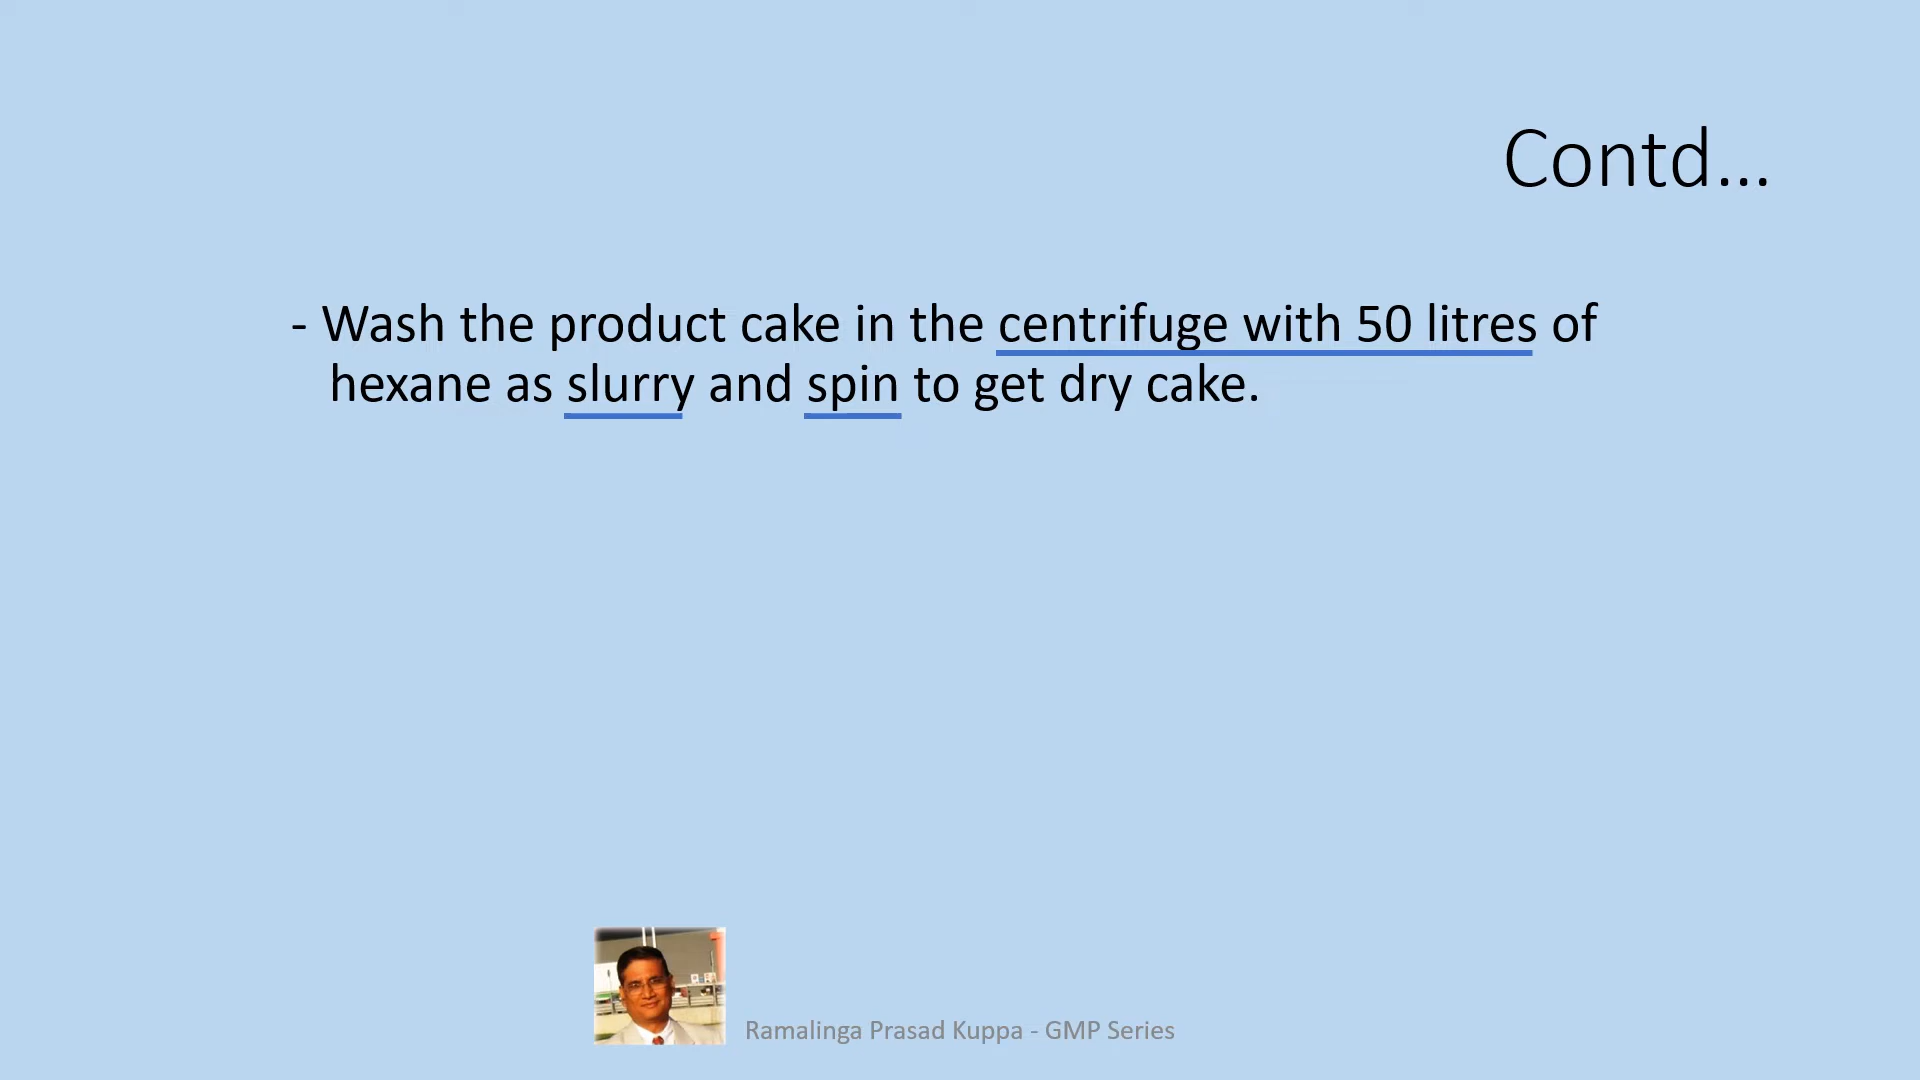 Contd...
- Wash the product cake in the centrifuge with 50 litres of
hexane as slurry and spin to get dry cake.
Ramalinga Prasad Kuppa - GMP Series